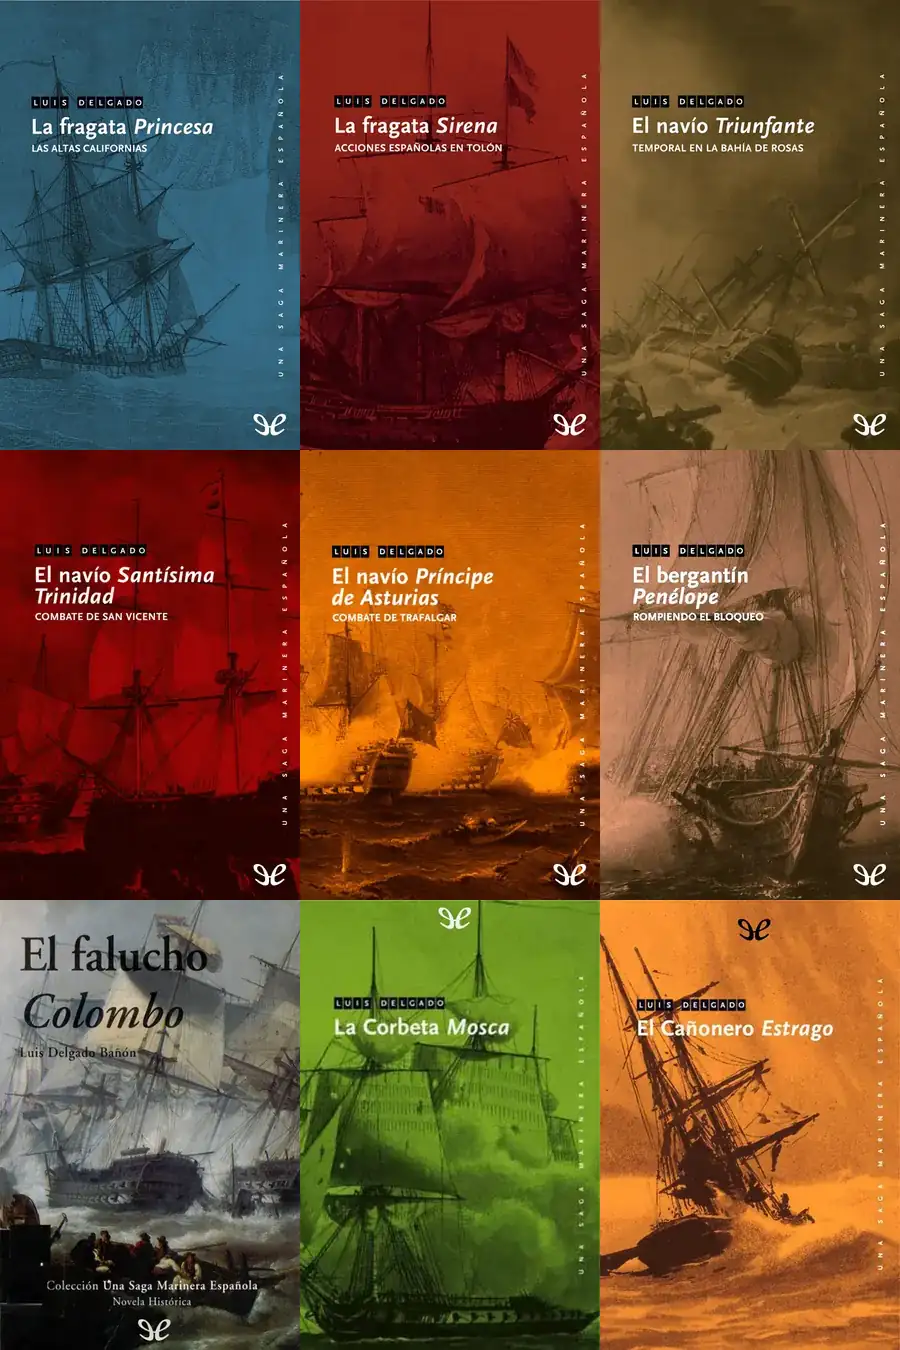 LUIS DELGADO
La fragata Princesa
LAS ALTAS CALIFORNIAS
UNA SAGA MARINERA ESPAÑOLA
LUIS DELGADO
La fragata Sirena
ACCIONES ESPAÑOLAS EN TOLÓN
UNA SAGA MARINERA ESPAÑOLA
LUIS DELGADO
El navío Triunfante
TEMPORAL EN LA BAHÍA DE ROSAS
UNA SAGA MARINERA ESPAÑOLA
LUIS DELGADO
El navío Santísima
Trinidad
COMBATE DE SAN VICENTE
UNA SAGA MARINERA ESPAÑOLA
LUIS DELGADO
El navío Príncipe
de Asturias
COMBATE DE TRAFALGAR
UNA SAGA MARINERA ESPAÑOLA
LUIS DELGADO
El bergantín
Penélope
ROMPIENDO EL BLOQUEO
UNA SAGA MARINERA ESPAÑOLA
El falucho
Colombo
Luis Delgado Bañón
Colección Una Saga Marinera Española
Novela Histórica
LUIS DELGADO
La Corbeta Mosca
UNA SAGA MARINERA ESPAÑOLA
LUIS DELGADO
El Cañonero Estrago
UNA SAGA MARINERA ESPAÑOLA